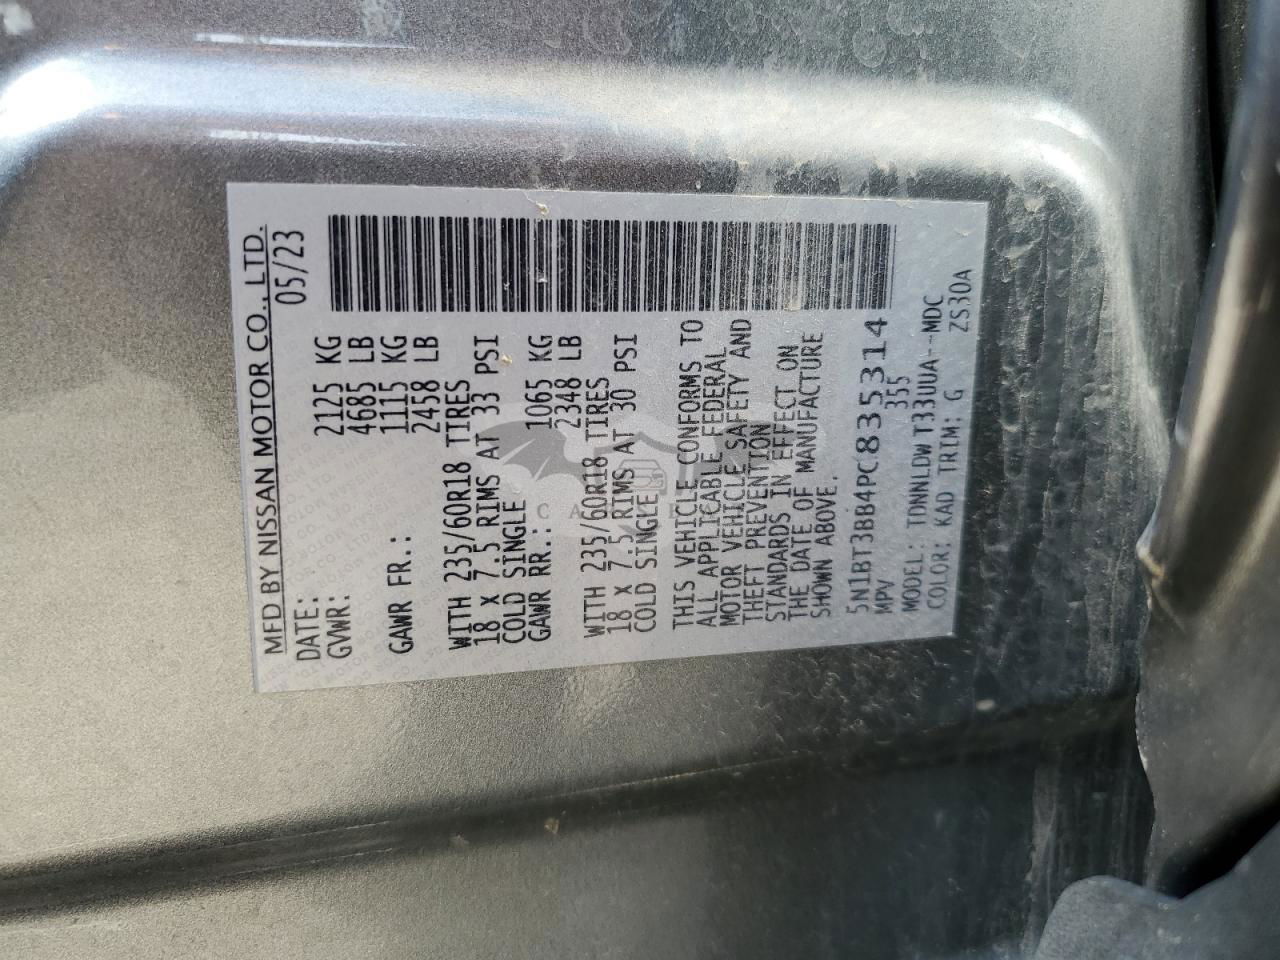 MFD BY NISSAN MOTOR CO., LTD.
DATE: 05/23
GVWR: 2125 KG
4685 LB
GAWR FR.: 1115 KG
2458 LB
WITH 235/60R18 TIRES
18 x 7.5 RIMS AT 33 PSI
COLD SINGLE
GAWR RR.: 1065 KG
2348 LB
WITH 235/60R18 TIRES
18 x 7.5 RIMS AT 30 PSI
COLD SINGLE
THIS VEHICLE CONFORMS TO
ALL APPLICABLE FEDERAL
MOTOR VEHICLE SAFETY AND
THEFT PREVENTION
STANDARDS IN EFFECT ON
THE DATE OF MANUFACTURE
SHOWN ABOVE.
5N1BT3BB4PC835314
MPV 355
MODEL: TDNNLDWT33UUA--MDC
COLOR: KAD TRIM: G ZS30A